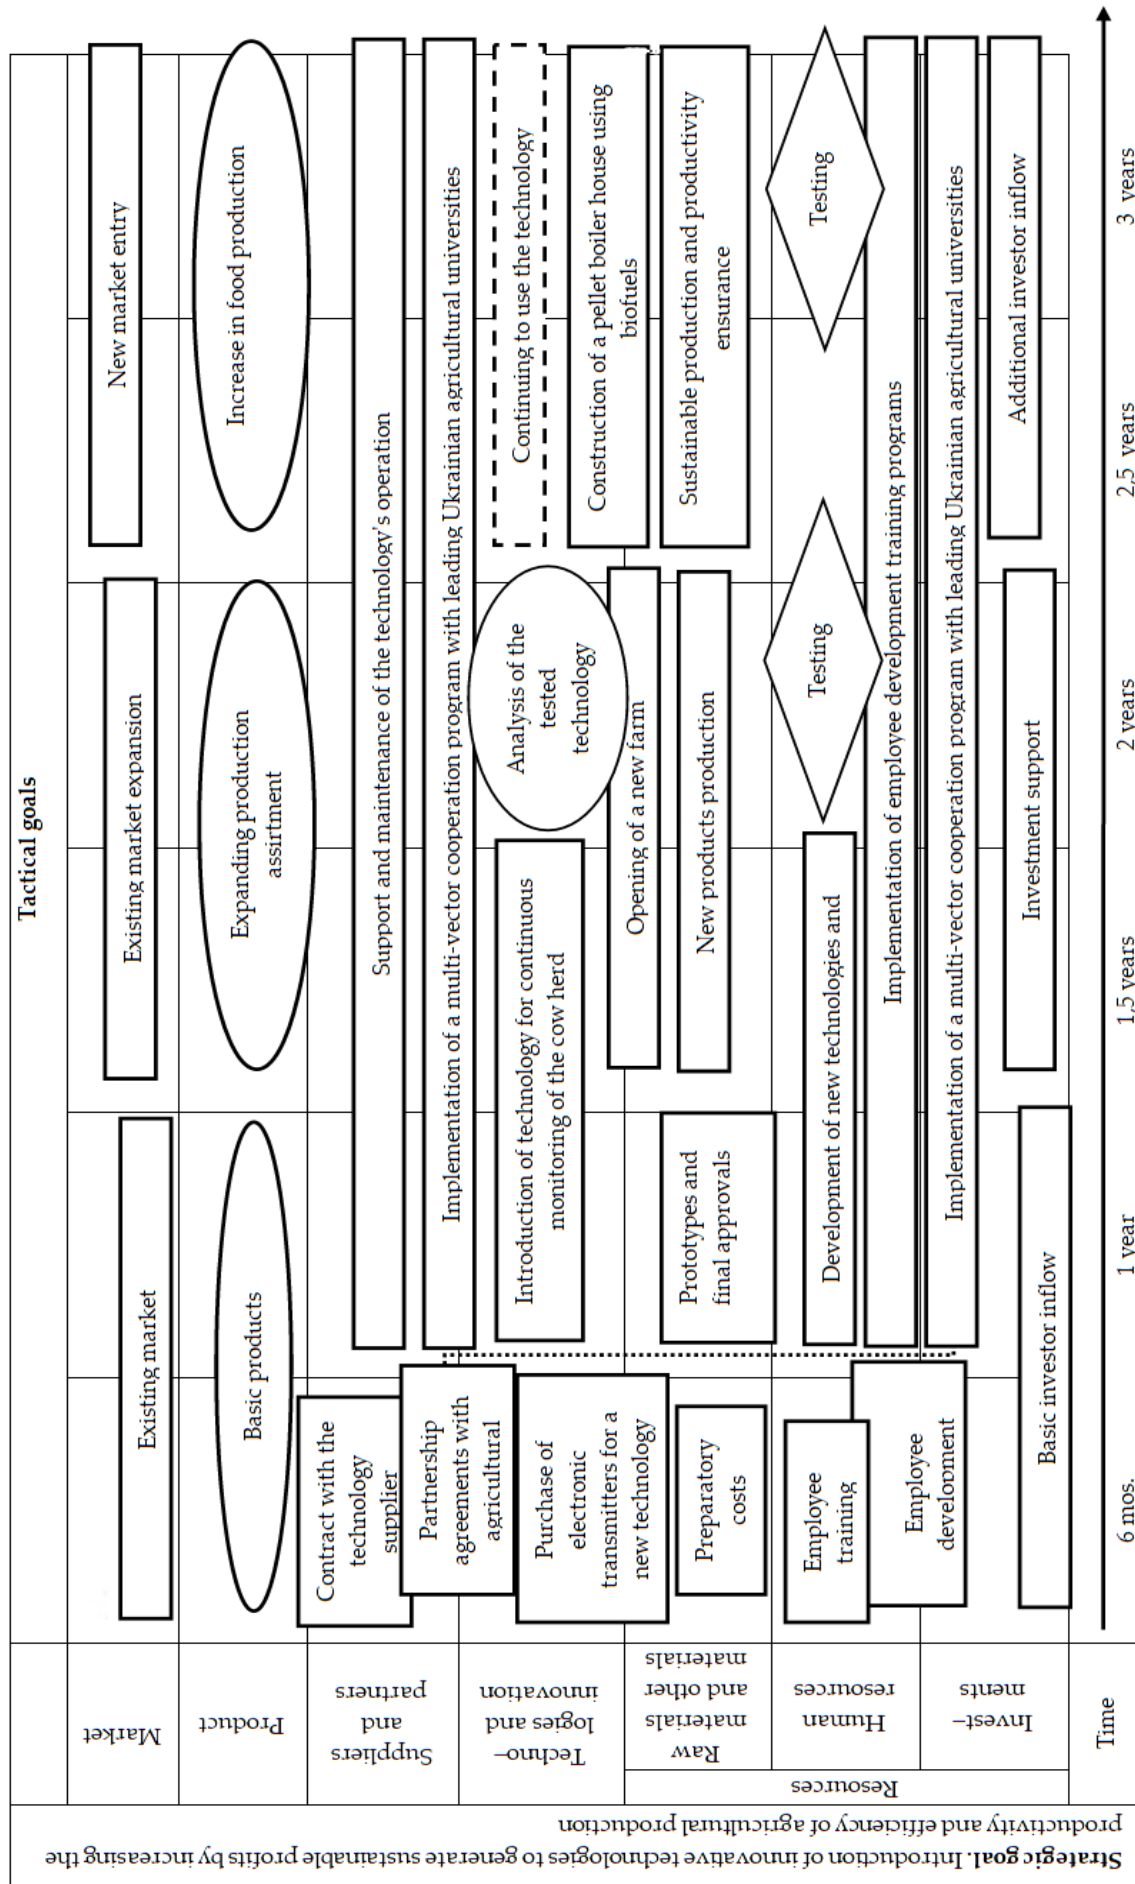 Strategic goal. Introduction of innovative technologies to generate sustainable profits by increasing the
productivity and efficiency of agricultural production
Tactical goals
Market
Existing market
Existing market expansion
New market entry
Product
Basic products
Expanding production
assirtment
Increase in food production
Suppliers
and
partners
Contract with the
technology
supplier
Support and maintenance of the technology's operation
Partnership
agreements with
agricultural
Implementation of a multi-vector cooperation program with leading Ukrainian agricultural universities
Techno-
logies and
innovation
Purchase of
electronic
transmitters for a
new technology
Introduction of technology for continuous
monitoring of the cow herd
Analysis of the
tested
technology
Continuing to use the technology
Construction of a pellet boiler house using
biofuels
Opening of a new farm
Resources
Raw
materials
and other
materials
Preparatory
costs
Prototypes and
final approvals
New products production
Sustainable production and productivity
ensurance
Human
resources
Employee
training
Employee
development
Development of new technologies and
Testing
Testing
Implementation of employee development training programs
Implementation of a multi-vector cooperation program with leading Ukrainian agricultural universities
Invest-
ments
Basic investor inflow
Investment support
Additional investor inflow
Time
6 mos.
1 year
1,5 years
2 years
2,5 years
3 years